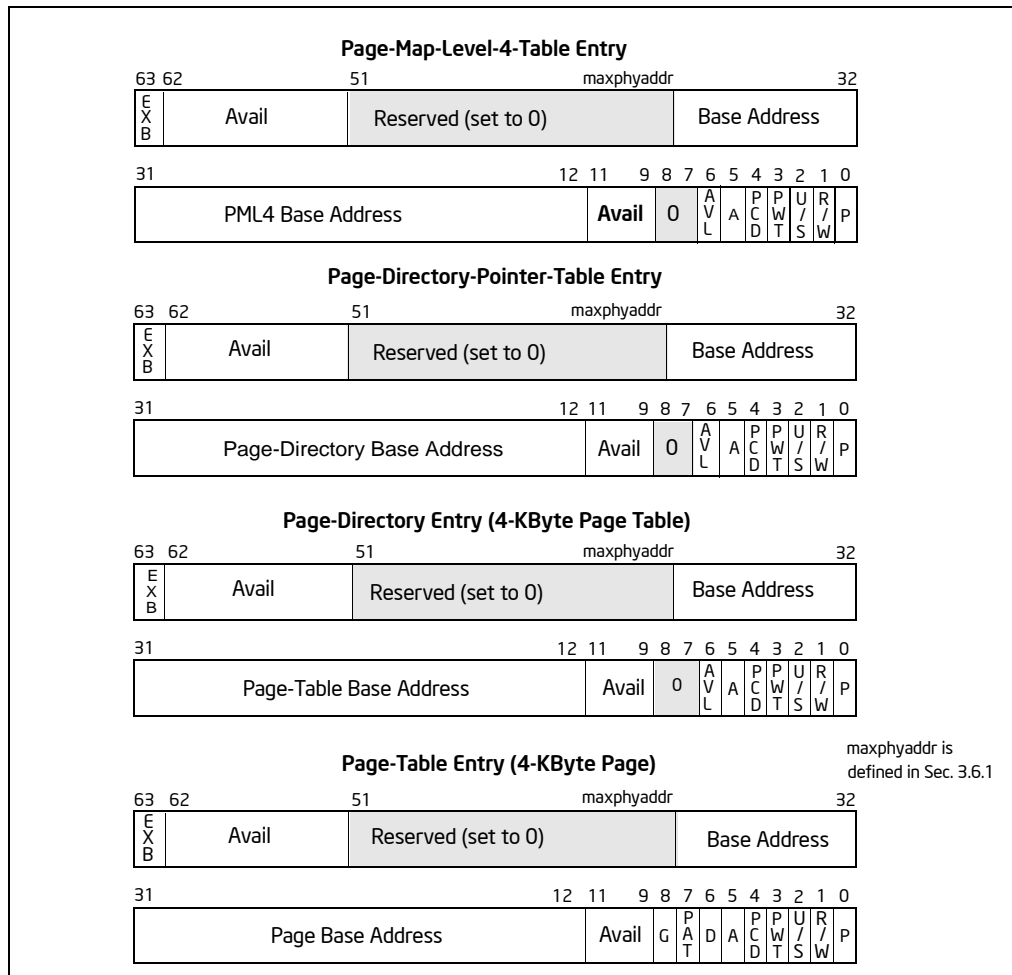 Page-Map-Level-4-Table Entry
63 62 51 maxphyaddr 32
E X B Avail Reserved (set to 0) Base Address
31 12 11 9 8 7 6 5 4 3 2 1 0
PML4 Base Address Avail 0 A V L A P C D P W T U / S R / W P
Page-Directory-Pointer-Table Entry
63 62 51 maxphyaddr 32
E X B Avail Reserved (set to 0) Base Address
31 12 11 9 8 7 6 5 4 3 2 1 0
Page-Directory Base Address Avail 0 A V L A P C D P W T U / S R / W P
Page-Directory Entry (4-KByte Page Table)
63 62 51 maxphyaddr 32
E X B Avail Reserved (set to 0) Base Address
31 12 11 9 8 7 6 5 4 3 2 1 0
Page-Table Base Address Avail 0 A V L A P C D P W T U / S R / W P
maxphyaddr is
defined in Sec. 3.6.1
Page-Table Entry (4-KByte Page)
63 62 51 maxphyaddr 32
E X B Avail Reserved (set to 0) Base Address
31 12 11 9 8 7 6 5 4 3 2 1 0
Page Base Address Avail G P A T D A P C D P W T U / S R / W P